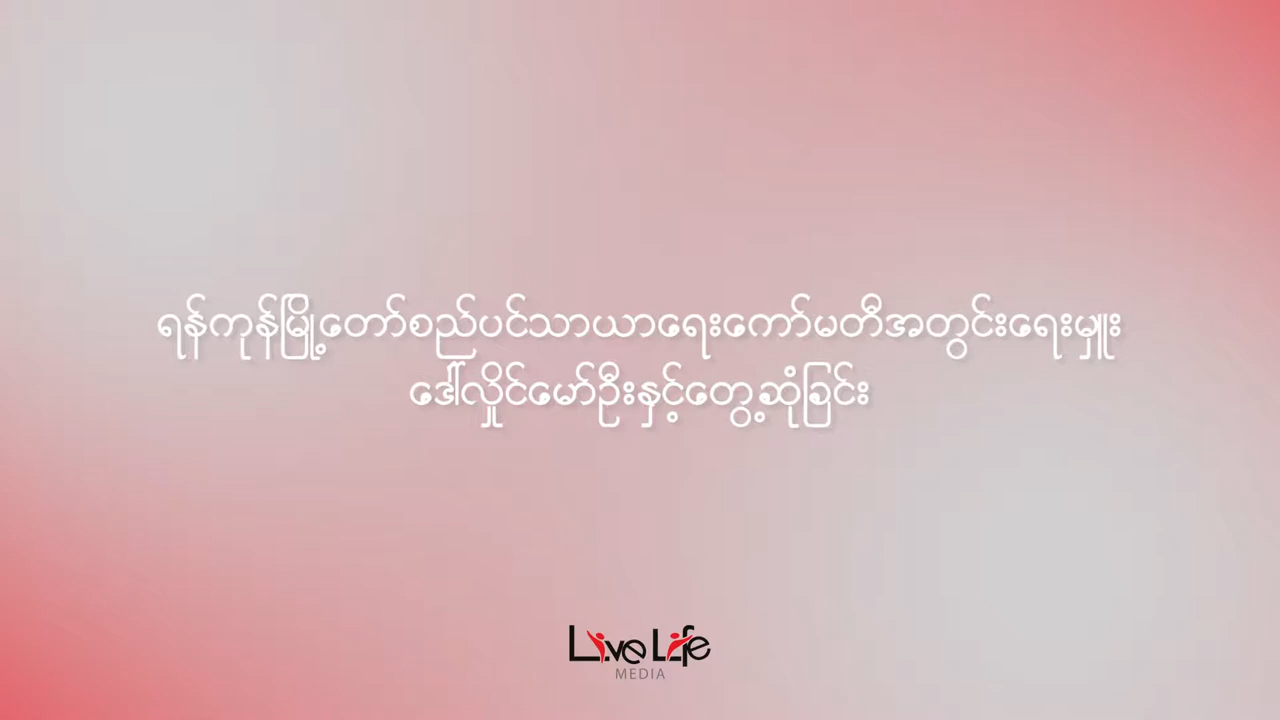 ရန်ကုန်မြို့တော်စည်ပင်သာယာရေးကော်မတီအတွင်းရေးမှူး
ဒေါ်လှိုင်မော်ဦးနှင့်တွေ့ဆုံခြင်း
Live Life
MEDIA